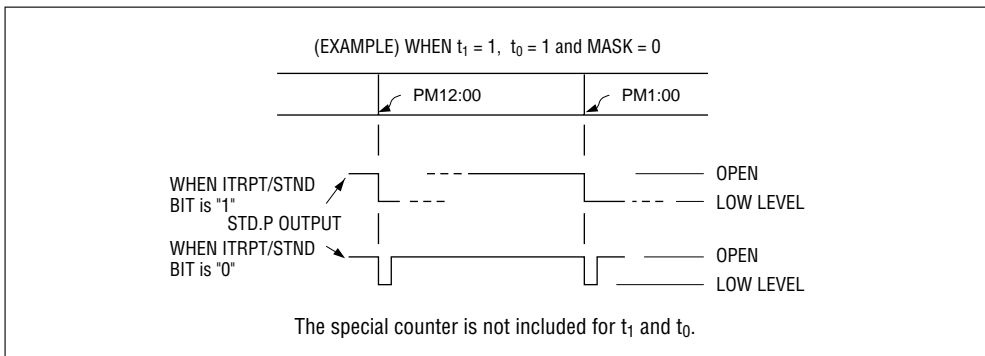 (EXAMPLE) WHEN t₁ = 1, t₀ = 1 and MASK = 0
PM12:00
PM1:00
WHEN ITRPT/STND
BIT is "1"
OPEN
LOW LEVEL
STD.P OUTPUT
WHEN ITRPT/STND
BIT is "0"
OPEN
LOW LEVEL
The special counter is not included for t₁ and t₀.